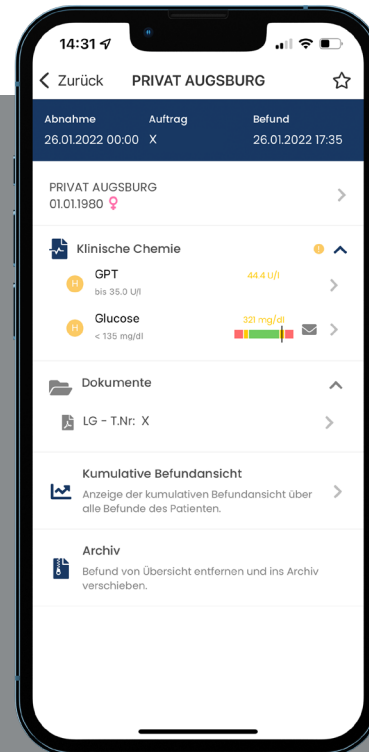 14:31
Zurück PRIVAT AUGSBURG
Abnahme Auftrag Befund
26.01.2022 00:00 X 26.01.2022 17:35
PRIVAT AUGSBURG
01.01.1980
Klinische Chemie
H GPT 44.4 U/l
bis 35.0 U/l
H Glucose 321 mg/dl
< 135 mg/dl
Dokumente
LG - T.Nr: X
Kumulative Befundansicht
Anzeige der kumulativen Befundansicht über
alle Befunde des Patienten.
Archiv
Befund von Übersicht entfernen und ins Archiv
verschieben.